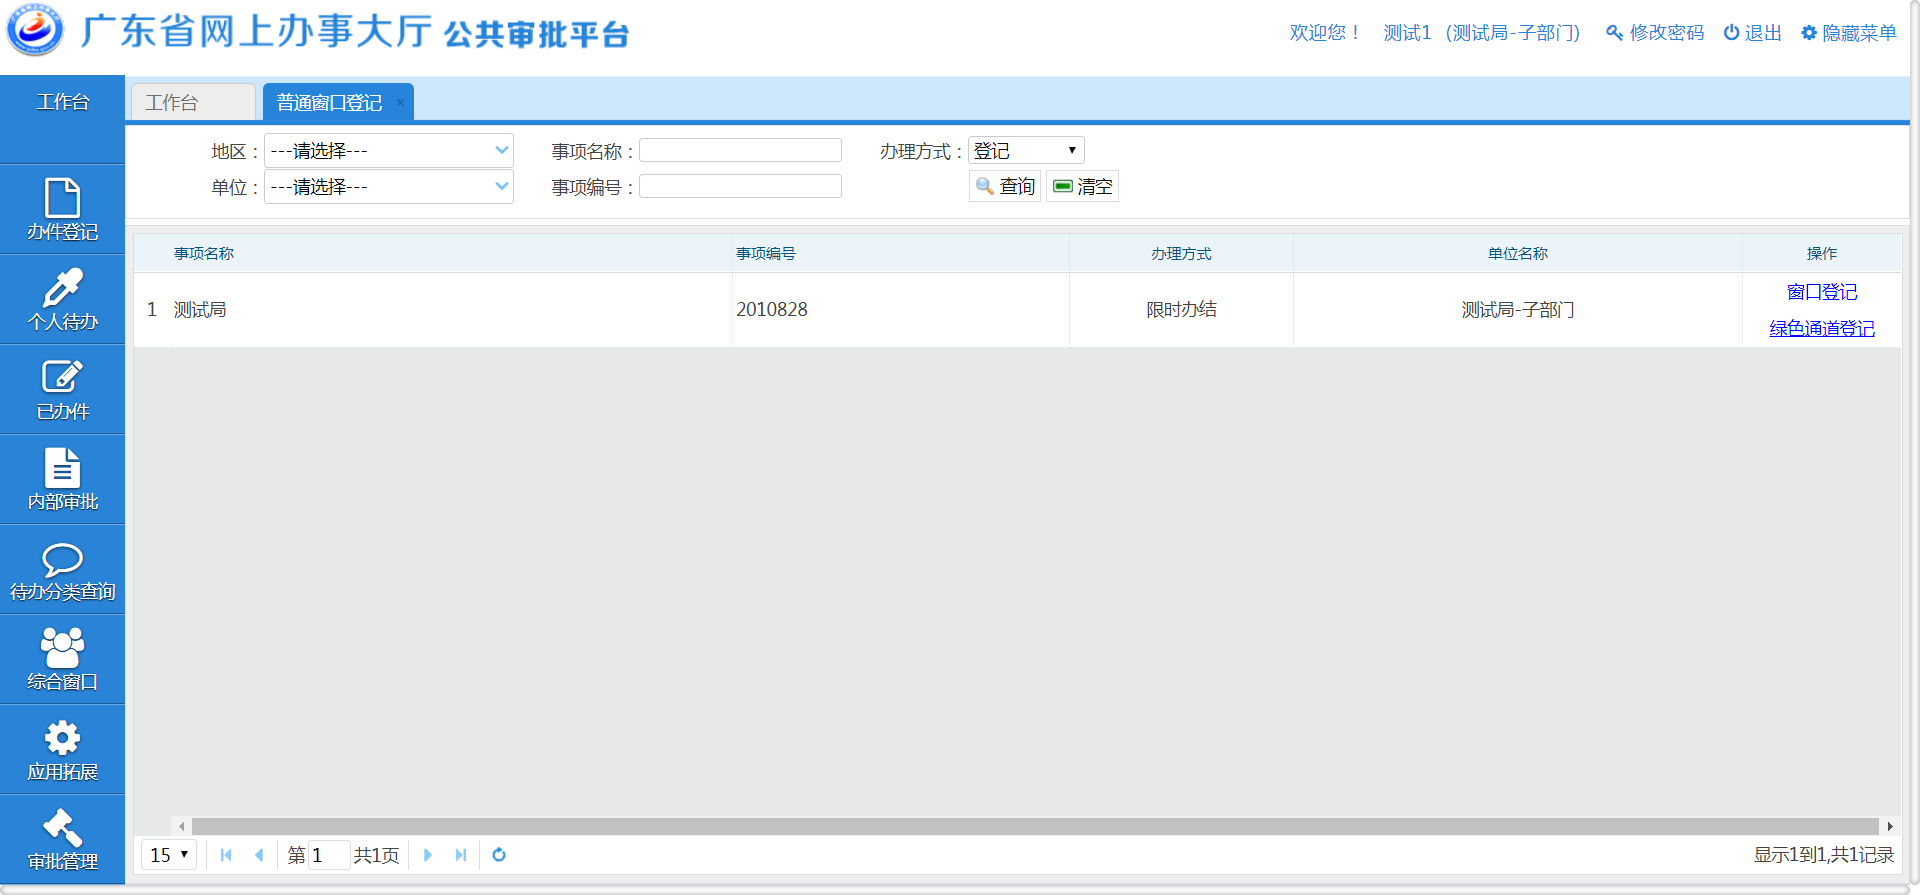 广东省网上办事大厅 公共审批平台
欢迎您！ 测试1 (测试局-子部门) 修改密码 退出 隐藏菜单
工作台
办件登记
个人待办
已办件
内部审批
待办分类查询
综合窗口
应用拓展
审批管理
工作台 普通窗口登记 ×
地区： ---请选择--- 事项名称： 办理方式： 登记
单位： ---请选择--- 事项编号： 查询 清空
事项名称 事项编号 办理方式 单位名称 操作
1 测试局 2010828 限时办结 测试局-子部门 窗口登记
绿色通道登记
15 第 1 共1页 显示1到1,共1记录